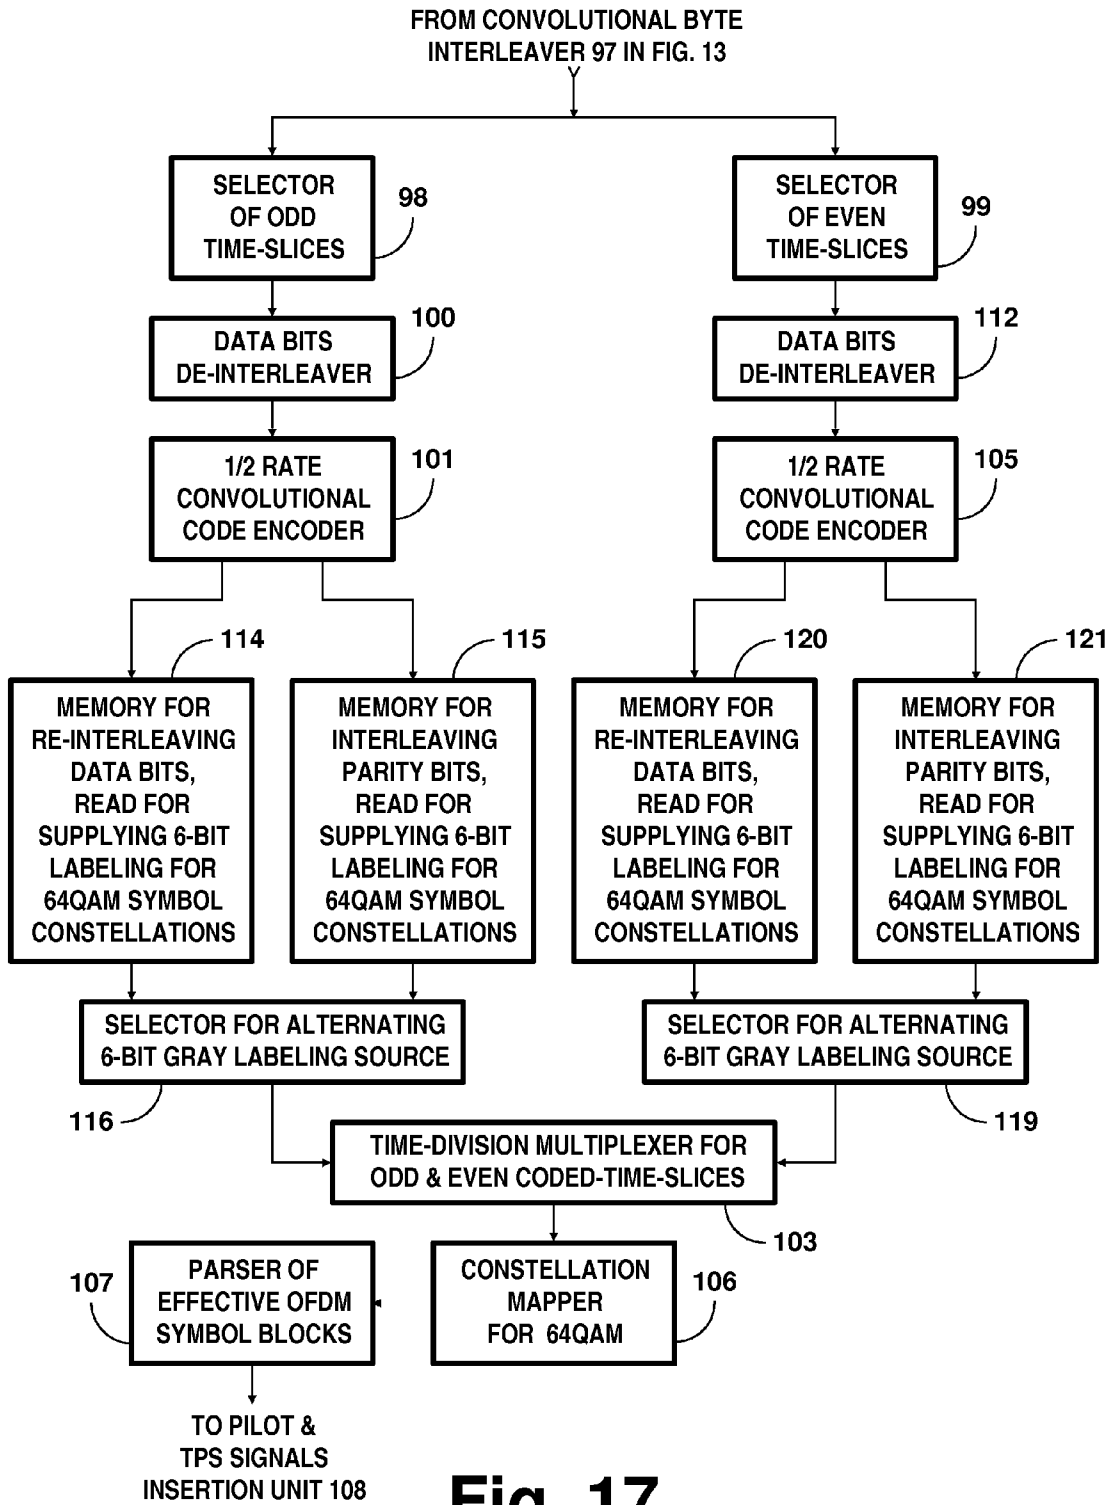 FROM CONVOLUTIONAL BYTE
INTERLEAVER 97 IN FIG. 13
SELECTOR
OF ODD
TIME-SLICES
98
SELECTOR
OF EVEN
TIME-SLICES
99
DATA BITS
DE-INTERLEAVER
100
DATA BITS
DE-INTERLEAVER
112
1/2 RATE
CONVOLUTIONAL
CODE ENCODER
101
1/2 RATE
CONVOLUTIONAL
CODE ENCODER
105
114
115
120
121
MEMORY FOR
RE-INTERLEAVING
DATA BITS,
READ FOR
SUPPLYING 6-BIT
LABELING FOR
64QAM SYMBOL
CONSTELLATIONS
MEMORY FOR
INTERLEAVING
PARITY BITS,
READ FOR
SUPPLYING 6-BIT
LABELING FOR
64QAM SYMBOL
CONSTELLATIONS
MEMORY FOR
RE-INTERLEAVING
DATA BITS,
READ FOR
SUPPLYING 6-BIT
LABELING FOR
64QAM SYMBOL
CONSTELLATIONS
MEMORY FOR
INTERLEAVING
PARITY BITS,
READ FOR
SUPPLYING 6-BIT
LABELING FOR
64QAM SYMBOL
CONSTELLATIONS
SELECTOR FOR ALTERNATING
6-BIT GRAY LABELING SOURCE
116
SELECTOR FOR ALTERNATING
6-BIT GRAY LABELING SOURCE
119
TIME-DIVISION MULTIPLEXER FOR
ODD & EVEN CODED-TIME-SLICES
103
107
PARSER OF
EFFECTIVE OFDM
SYMBOL BLOCKS
CONSTELLATION
MAPPER
FOR 64QAM
106
TO PILOT &
TPS SIGNALS
INSERTION UNIT 108
Fig. 17